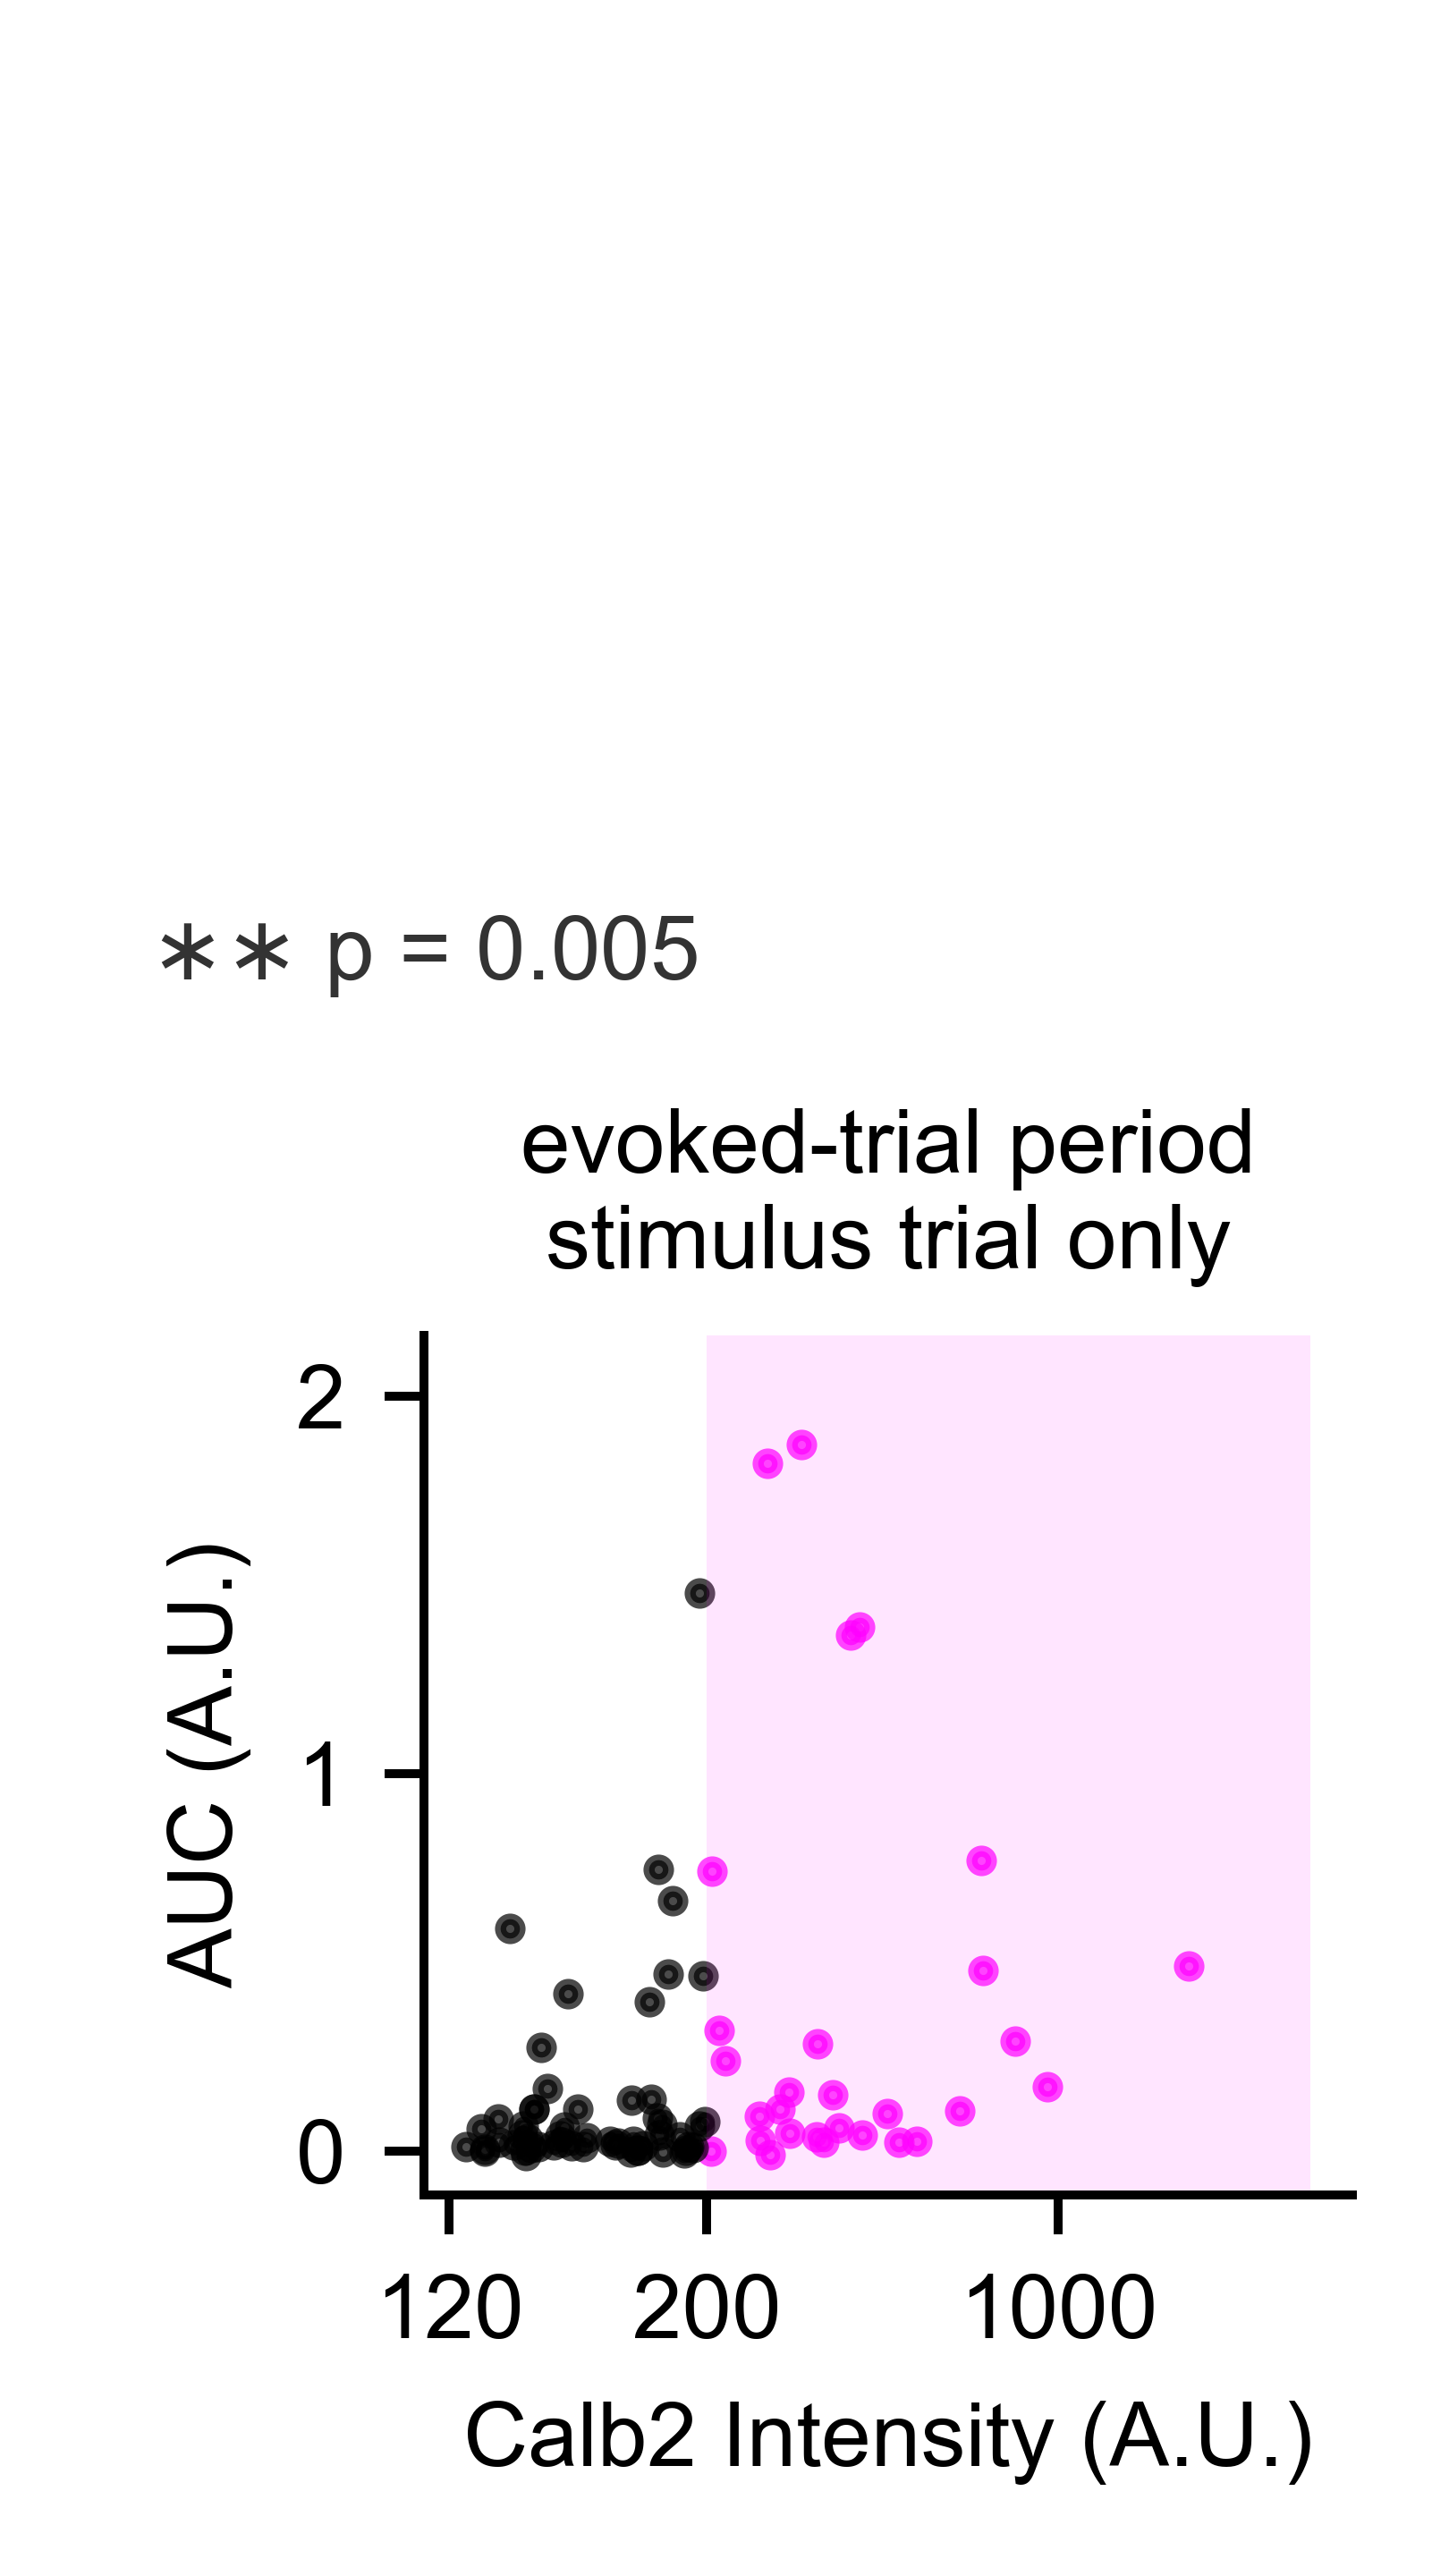 ∗∗ p = 0.005
evoked-trial period
stimulus trial only
2
1
0
AUC (A.U.)
120 200 1000
Calb2 Intensity (A.U.)